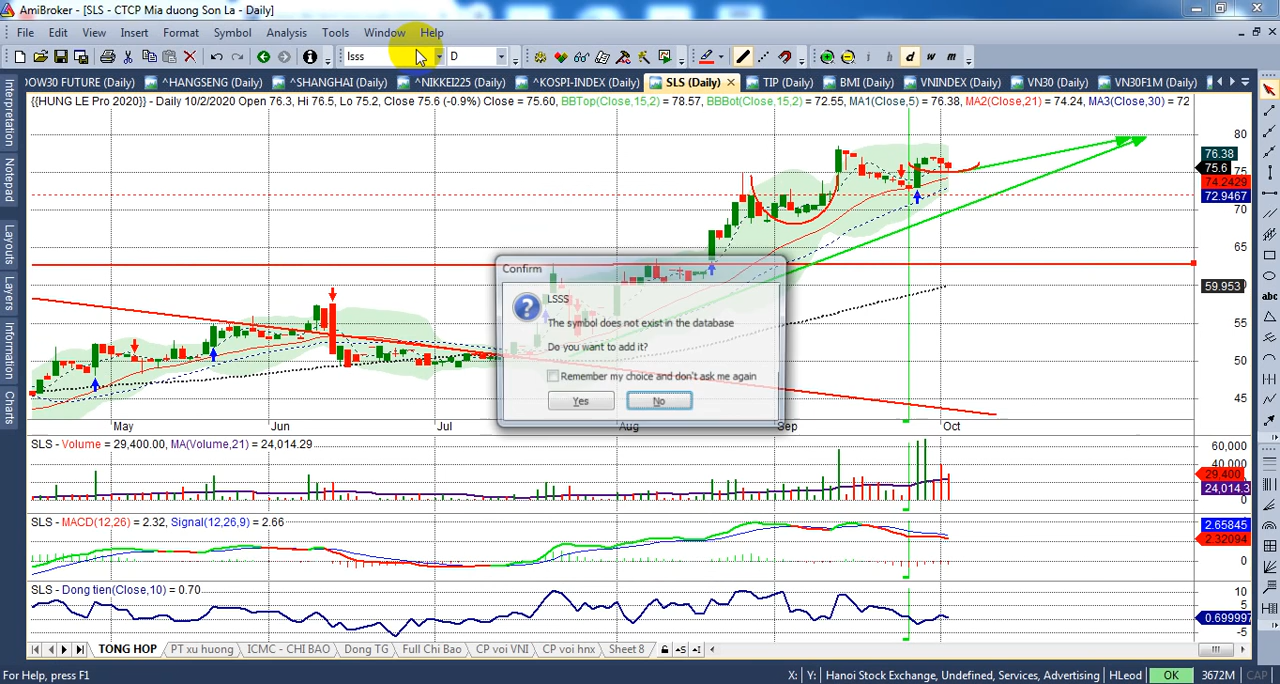 AmiBroker - [SLS - CTCP Mia duong Son La - Daily]
File Edit View Insert Format Tools Symbol Analysis Window Help
lsss D d w m
OW30 FUTURE (Daily) ^HANGSENG (Daily) ^SHANGHAI (Daily) ^NIKKEI225 (Daily) ^KOSPI-INDEX (Daily) SLS (Daily) TIP (Daily) BMI (Daily) VNINDEX (Daily) VN30 (Daily) VN30F1M (Daily)
{{HUNG LE Pro 2020}} - Daily 10/2/2020 Open 76.3, Hi 76.5, Lo 75.2, Close 75.6 (-0.9%) Close = 75.60, BBTop(Close,15,2) = 78.57, BBBot(Close,15,2) = 72.55, MA1(Close,5) = 76.38, MA2(Close,21) = 74.24, MA3(Close,30) = 72
Interpretation
Notepad
Layouts
Layers
Information
Charts
abc
80
76.38
75.6
75
74.2429
72.9467
70
65
59.953
55
50
45
Confirm
LSSS
The symbol does not exist in the database
Do you want to add it?
Remember my choice and don't ask me again
Yes No
May Jun Jul Aug Sep Oct
SLS - Volume = 29,400.00, MA(Volume,21) = 24,014.29
60,000
40,000
29,400
24,014.3
0
SLS - MACD(12,26) = 2.32, Signal(12,26,9) = 2.66
2.65845
2.32094
0
SLS - Dong tien(Close,10) = 0.70
10
5
0.699997
-5
TONG HOP PT xu huong ICMC - CHI BAO Dong TG Full Chi Bao CP voi VNI CP voi hnx Sheet 8
For Help, press F1
X: Y: Hanoi Stock Exchange, Undefined, Services, Advertising HLeod OK 3672M CAP